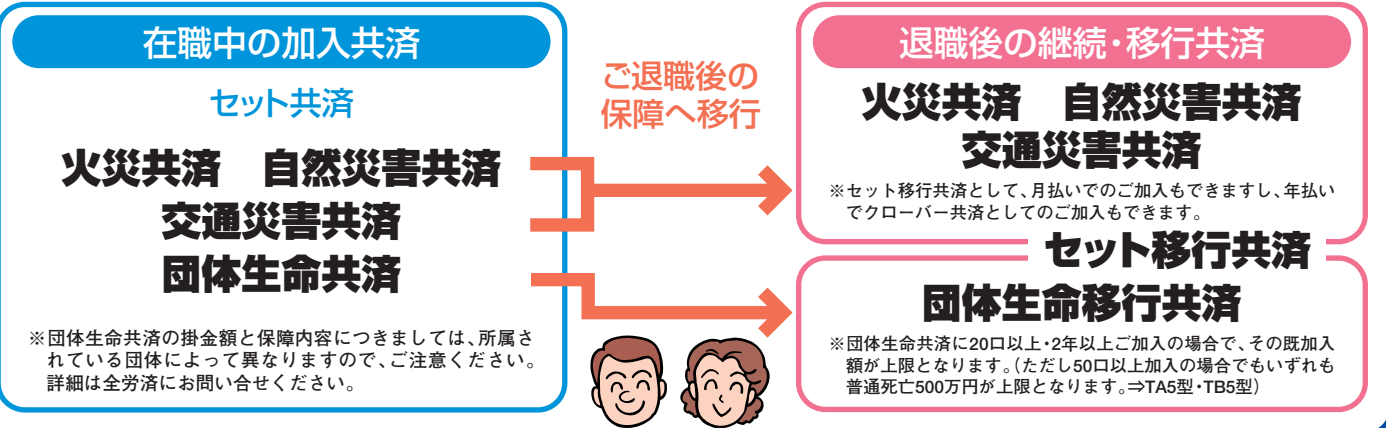 在職中の加入共済
セット共済
火災共済　自然災害共済
交通災害共済
団体生命共済
※団体生命共済の掛金額と保障内容につきましては、所属さ
れている団体によって異なりますので、ご注意ください。
詳細は全労済にお問い合せください。
ご退職後の
保障へ移行
退職後の継続・移行共済
火災共済　自然災害共済
交通災害共済
※セット移行共済として、月払いでのご加入もできますし、年払い
でクローバー共済としてのご加入もできます。
セット移行共済
団体生命移行共済
※団体生命共済に20口以上・2年以上ご加入の場合で、その既加入
額が上限となります。（ただし50口以上加入の場合でもいずれも
普通死亡500万円が上限となります。⇒TA5型・TB5型）